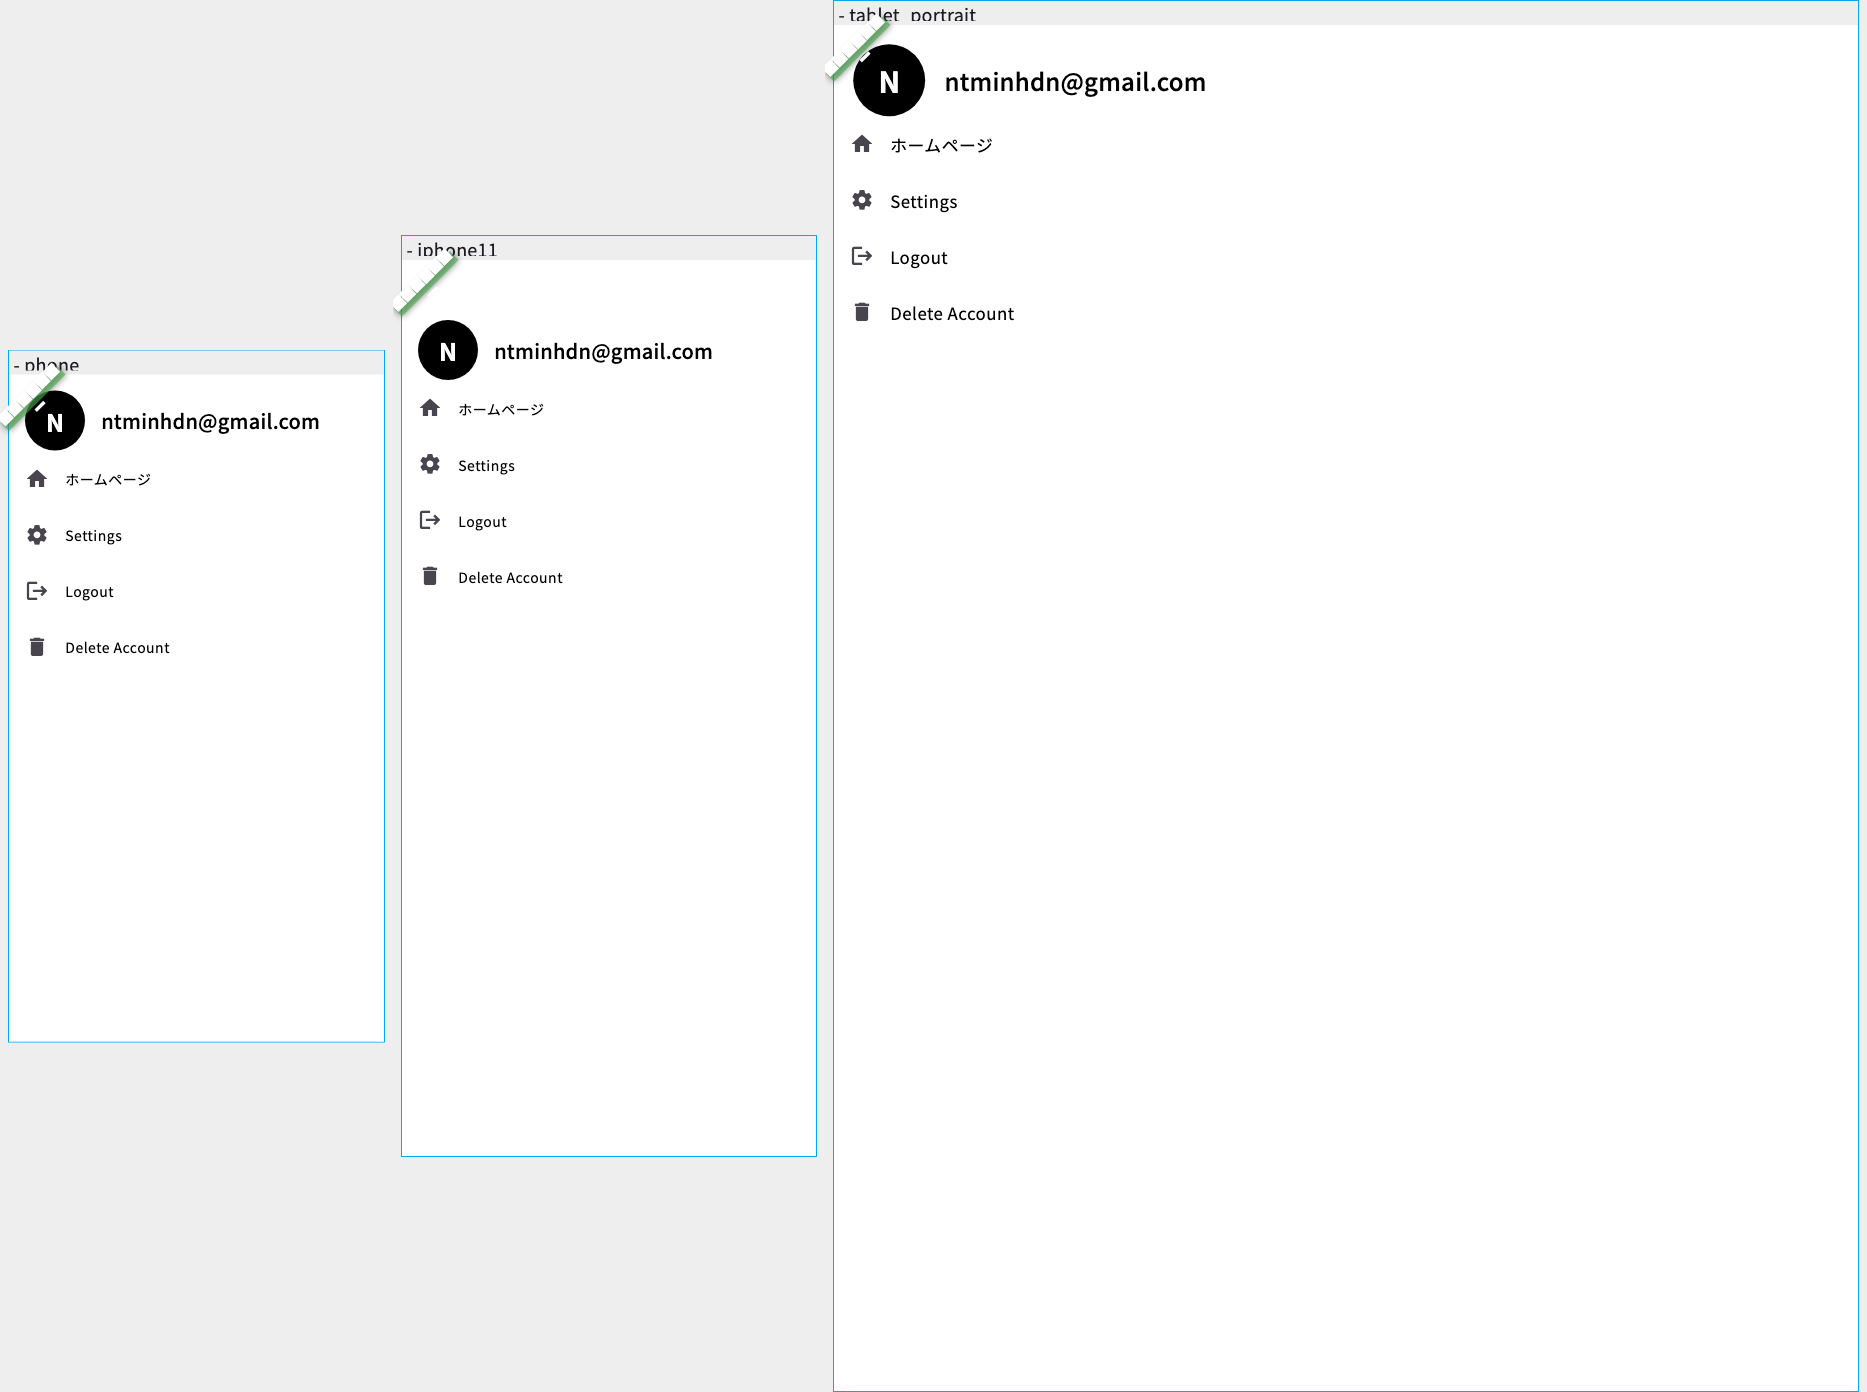 - phone
N
ntminhdn@gmail.com
ホームページ
Settings
Logout
Delete Account
- iphone11
N
ntminhdn@gmail.com
ホームページ
Settings
Logout
Delete Account
- tablet_portrait
N
ntminhdn@gmail.com
ホームページ
Settings
Logout
Delete Account